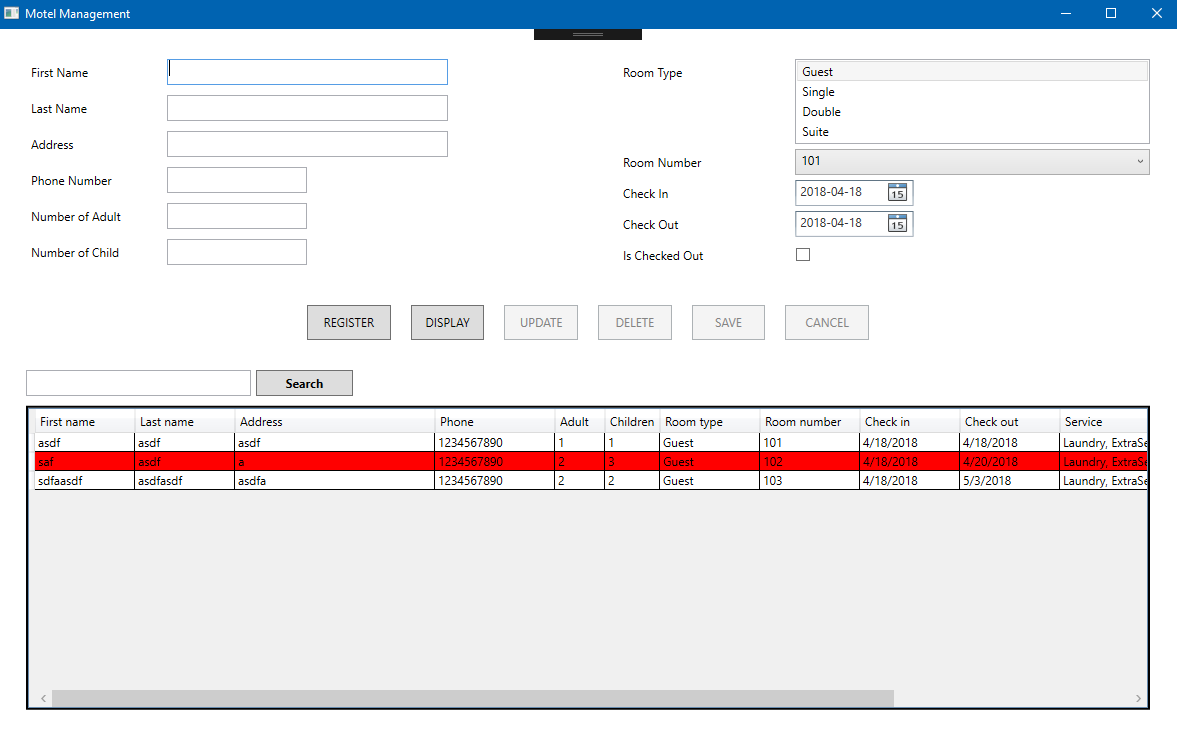 Motel Management
First Name
Last Name
Address
Phone Number
Number of Adult
Number of Child
Room Type
Guest
Single
Double
Suite
Room Number 101
Check In 2018-04-18 15
Check Out 2018-04-18 15
Is Checked Out
REGISTER DISPLAY UPDATE DELETE SAVE CANCEL
Search
First name Last name Address Phone Adult Children Room type Room number Check in Check out Service
asdf asdf asdf 1234567890 1 1 Guest 101 4/18/2018 4/18/2018 Laundry, ExtraSe
saf asdf a 1234567890 2 3 Guest 102 4/18/2018 4/20/2018 Laundry, ExtraSe
sdfaasdf asdfasdf asdfa 1234567890 2 2 Guest 103 4/18/2018 5/3/2018 Laundry, ExtraSe